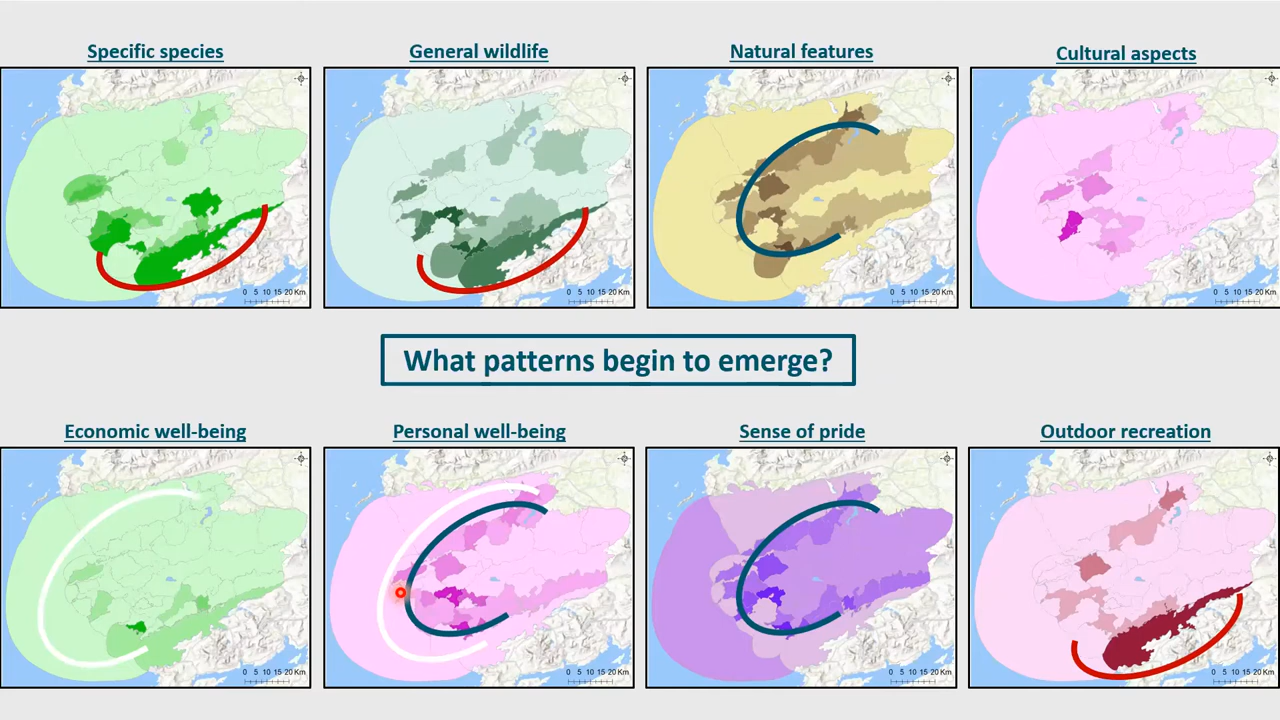 Specific species
General wildlife
Natural features
Cultural aspects
0 5 10 15 20 Km
0 5 10 15 20 Km
0 5 10 15 20 Km
0 5 10 15 20 Km
What patterns begin to emerge?
Economic well-being
Personal well-being
Sense of pride
Outdoor recreation
0 5 10 15 20 Km
0 5 10 15 20 Km
0 5 10 15 20 Km
0 5 10 15 20 Km